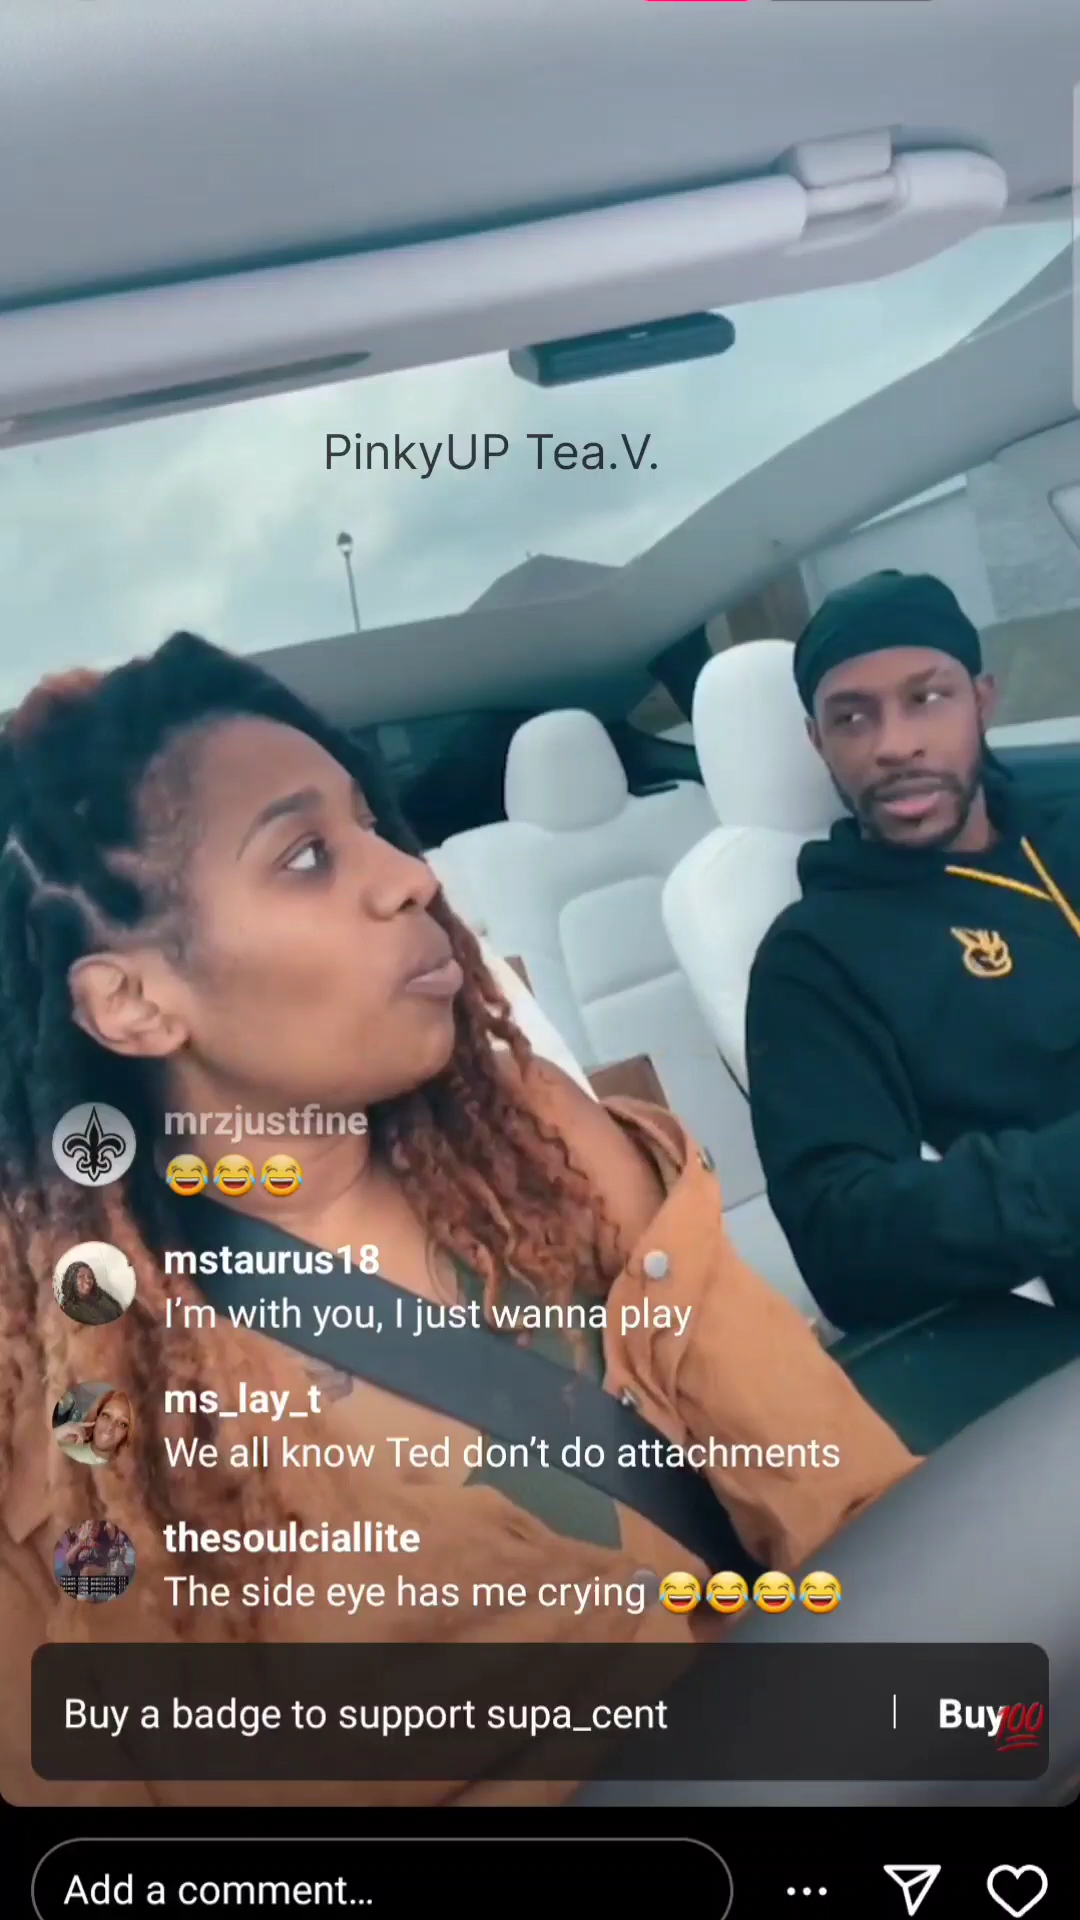 PinkyUP Tea.V.
mrzjustfine
😂😂😂
mstaurus18
I'm with you, I just wanna play
ms_lay_t
We all know Ted don't do attachments
thesoulciallite
The side eye has me crying 😂😂😂😂
Buy a badge to support supa_cent | Buy💯
Add a comment...